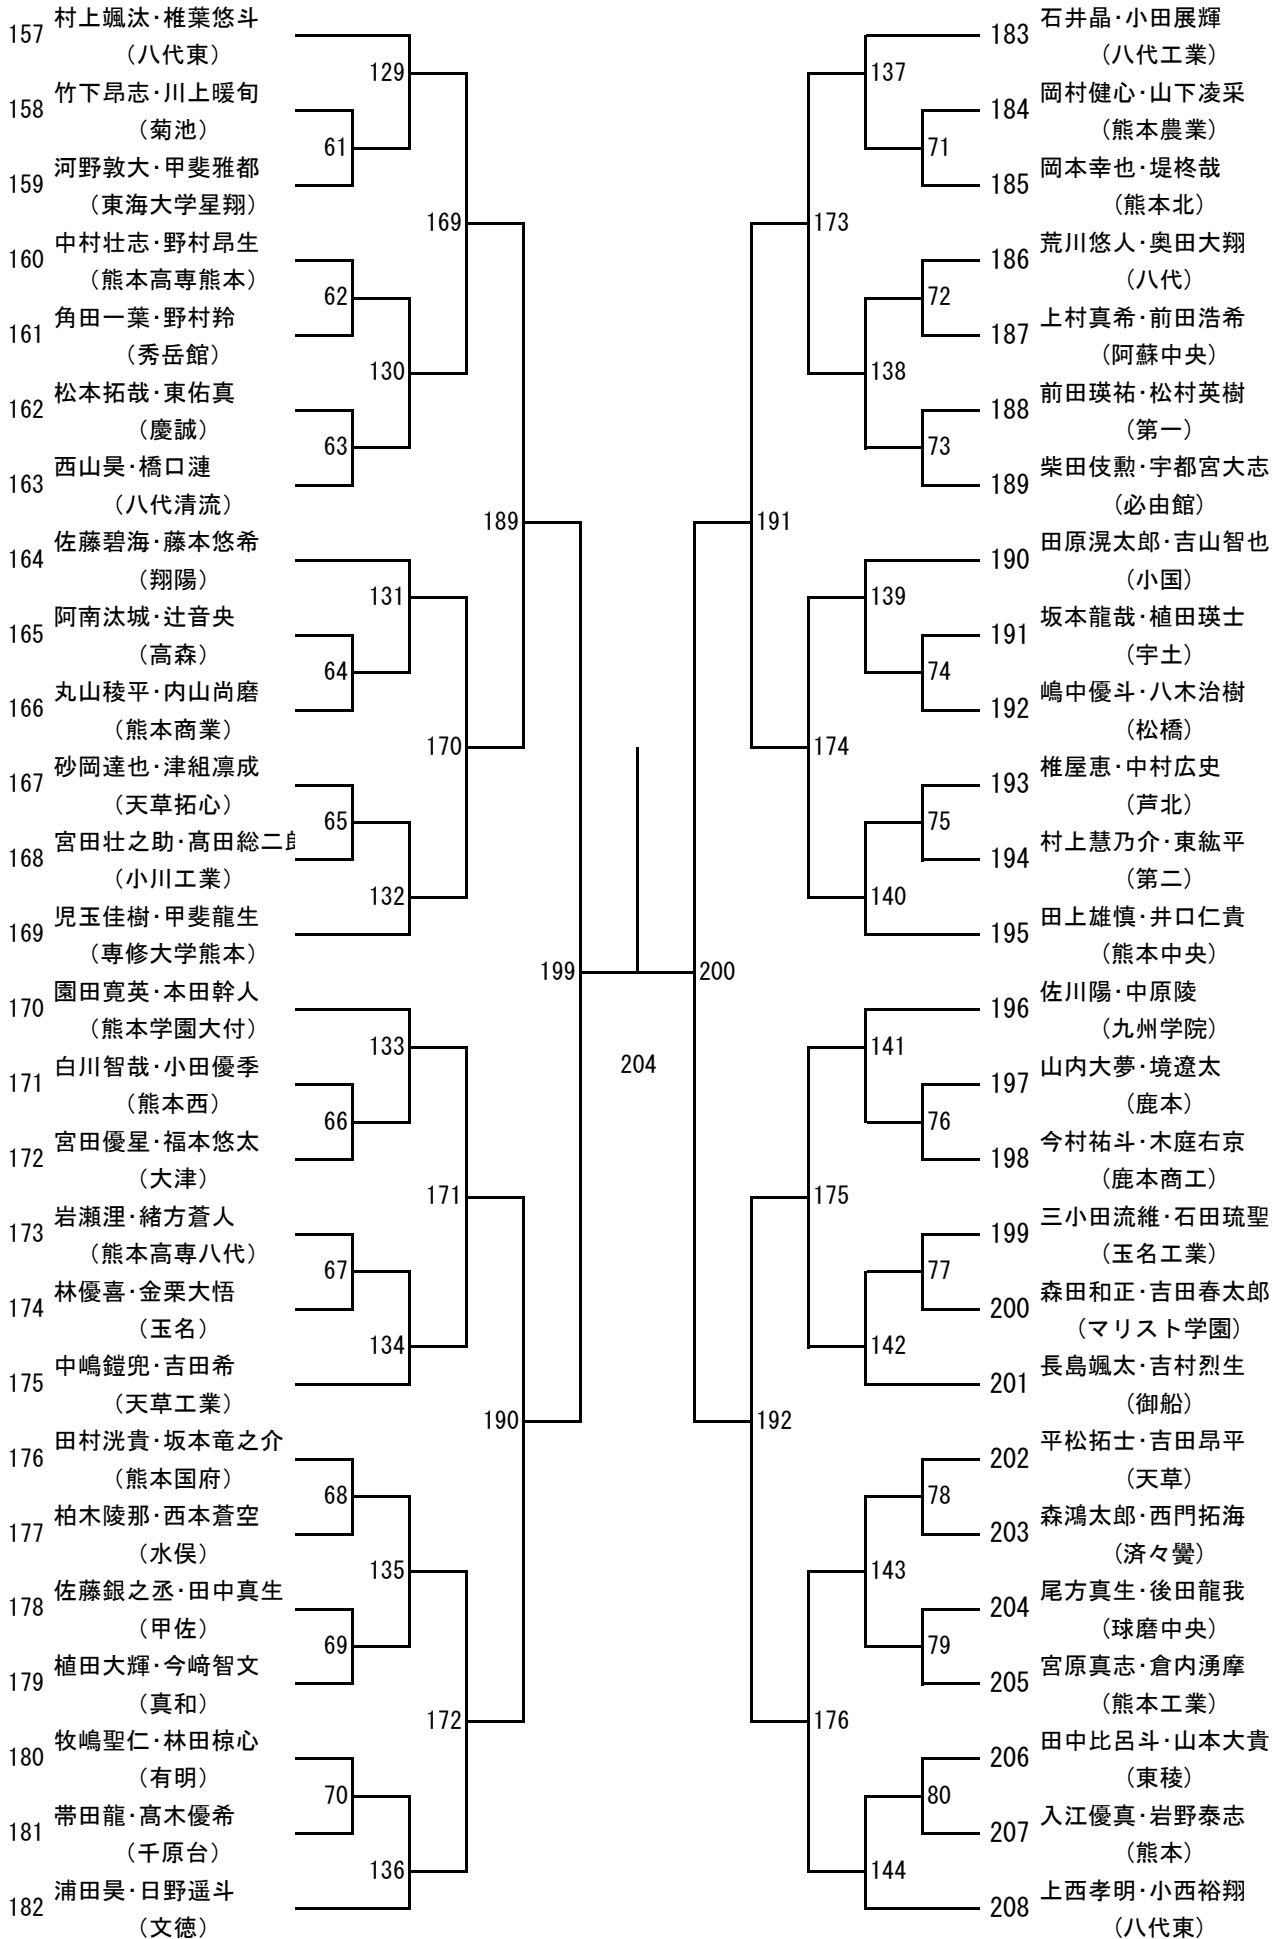 157 村上颯汰･椎葉悠斗
（八代東）
129
158 竹下昂志･川上暖旬
（菊池）
61
159 河野敦大･甲斐雅都
（東海大学星翔）
169
160 中村壮志･野村昂生
（熊本高専熊本）
62
161 角田一葉･野村羚
（秀岳館）
130
162 松本拓哉･東佑真
（慶誠）
63
163 西山昊･橋口漣
（八代清流）
189
164 佐藤碧海･藤本悠希
（翔陽）
131
165 阿南汰城･辻音央
（高森）
64
166 丸山稜平･内山尚磨
（熊本商業）
170
167 砂岡達也･津組凛成
（天草拓心）
65
168 宮田壮之助･髙田総二郎
（小川工業）
132
169 児玉佳樹･甲斐龍生
（専修大学熊本）
199
170 園田寛英･本田幹人
（熊本学園大付）
133
171 白川智哉･小田優季
（熊本西）
66
172 宮田優星･福本悠太
（大津）
171
173 岩瀬浬･緒方蒼人
（熊本高専八代）
67
174 林優喜･金栗大悟
（玉名）
134
175 中嶋鎧兜･吉田希
（天草工業）
190
176 田村洸貴･坂本竜之介
（熊本国府）
68
177 柏木陵那･西本蒼空
（水俣）
135
178 佐藤銀之丞･田中真生
（甲佐）
69
179 植田大輝･今﨑智文
（真和）
172
180 牧嶋聖仁･林田椋心
（有明）
70
181 帯田龍･髙木優希
（千原台）
136
182 浦田昊･日野遥斗
（文徳）
204
183 石井晶･小田展輝
（八代工業）
137
184 岡村健心･山下凌采
（熊本農業）
71
185 岡本幸也･堤柊哉
（熊本北）
173
186 荒川悠人･奥田大翔
（八代）
72
187 上村真希･前田浩希
（阿蘇中央）
138
188 前田瑛祐･松村英樹
（第一）
73
189 柴田伎勲･宇都宮大志
（必由館）
191
190 田原滉太郎･吉山智也
（小国）
139
191 坂本龍哉･植田瑛士
（宇土）
74
192 嶋中優斗･八木治樹
（松橋）
174
193 椎屋恵･中村広史
（芦北）
75
194 村上慧乃介･東紘平
（第二）
140
195 田上雄慎･井口仁貴
（熊本中央）
200
196 佐川陽･中原陵
（九州学院）
141
197 山内大夢･境遼太
（鹿本）
76
198 今村祐斗･木庭右京
（鹿本商工）
175
199 三小田流維･石田琉聖
（玉名工業）
77
200 森田和正･吉田春太郎
（マリスト学園）
142
201 長島颯太･吉村烈生
（御船）
192
202 平松拓士･吉田昂平
（天草）
78
203 森鴻太郎･西門拓海
（済々黌）
143
204 尾方真生･後田龍我
（球磨中央）
79
205 宮原真志･倉内湧摩
（熊本工業）
176
206 田中比呂斗･山本大貴
（東稜）
80
207 入江優真･岩野泰志
（熊本）
144
208 上西孝明･小西裕翔
（八代東）